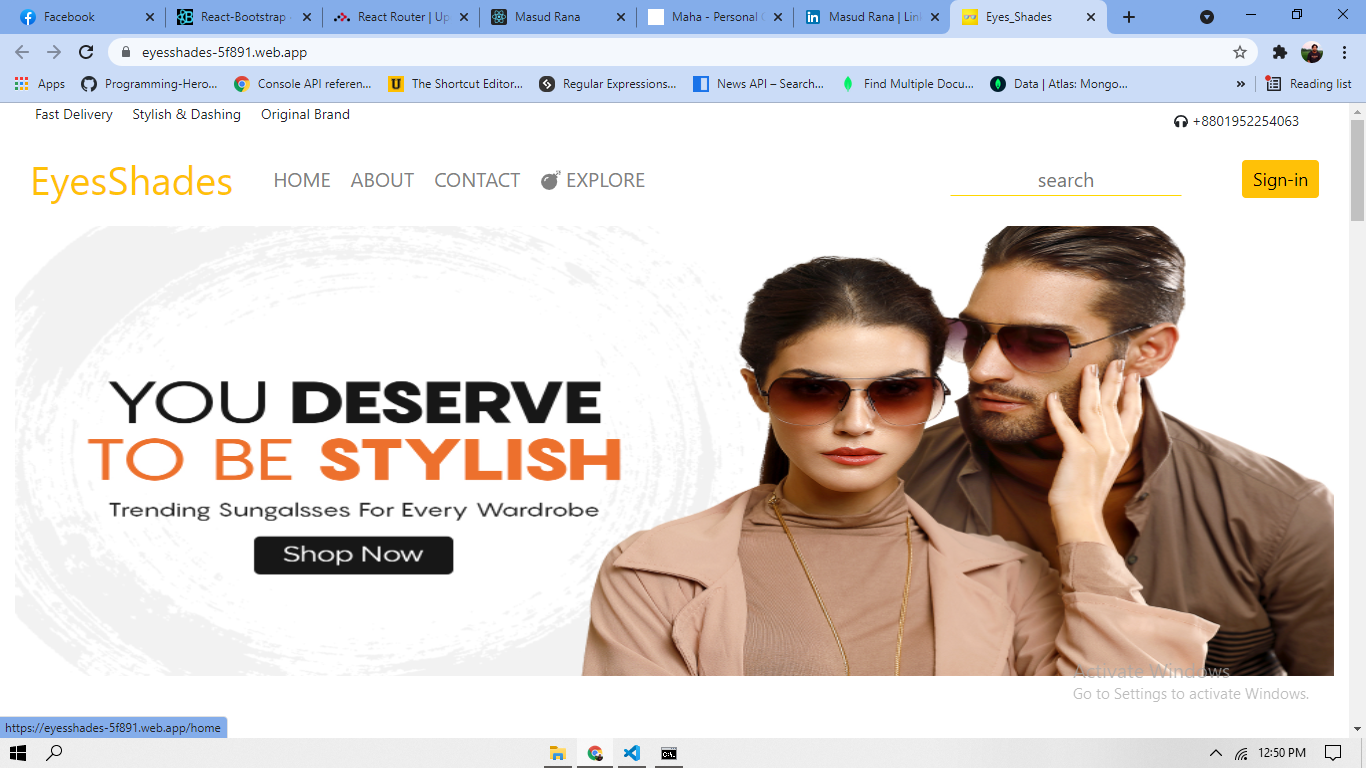 Facebook
React-Bootstrap
React Router | Up
Masud Rana
Maha - Personal
Masud Rana | Lin
Eyes_Shades
eyesshades-5f891.web.app
Apps
Programming-Hero...
Console API referen...
The Shortcut Editor...
Regular Expressions...
News API – Search...
Find Multiple Docu...
Data | Atlas: Mongo...
»
Reading list
Fast Delivery Stylish & Dashing Original Brand
+8801952254063
EyesShades
HOME ABOUT CONTACT EXPLORE
search
Sign-in
YOU DESERVE
TO BE STYLISH
Trending Sungalsses For Every Wardrobe
Shop Now
Activate Windows
Go to Settings to activate Windows.
https://eyesshades-5f891.web.app/home
12:50 PM